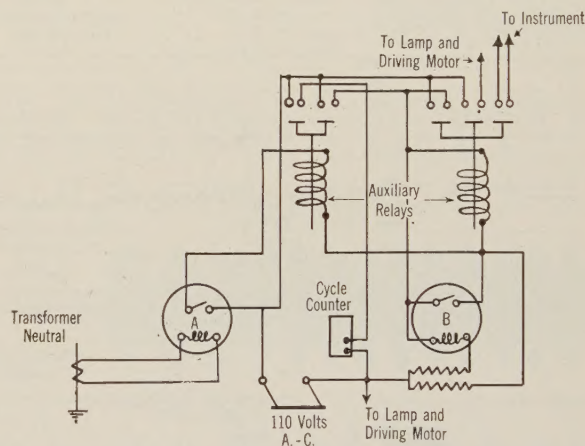 To Instrument
To Lamp and
Driving Motor
Auxiliary
Relays
Cycle
Counter
A
B
Transformer
Neutral
110 Volts
A.-C.
To Lamp and
Driving Motor